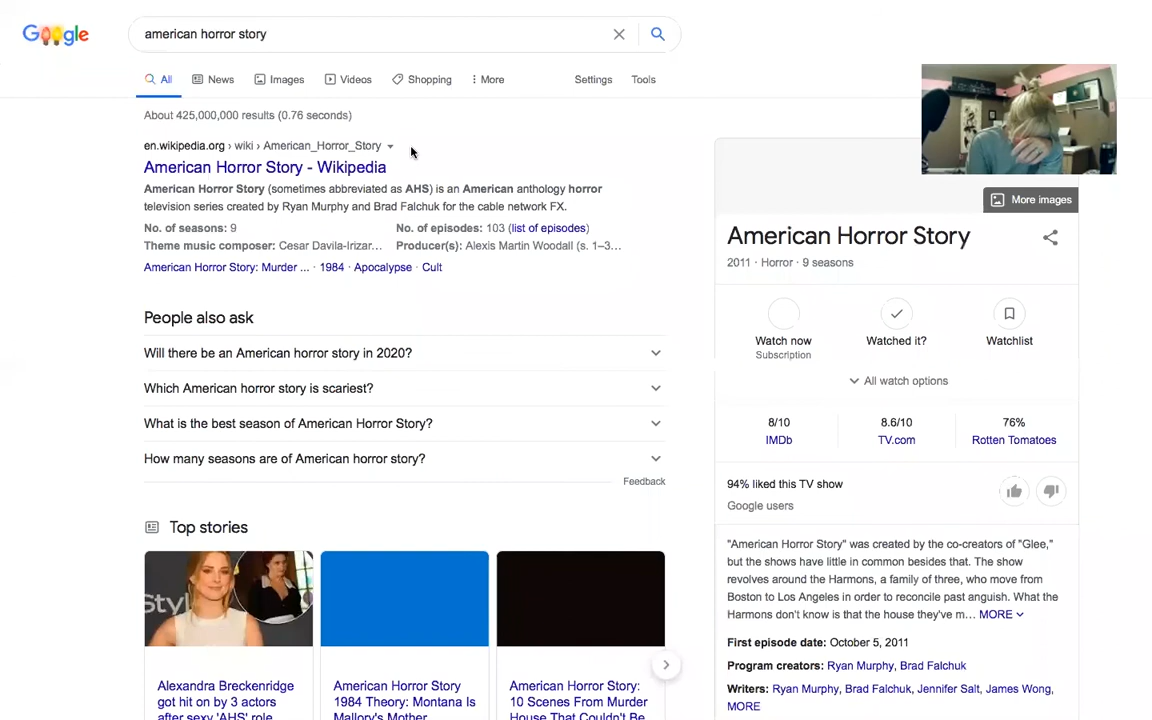 Google
american horror story
All
News
Images
Videos
Shopping
More
Settings
Tools
About 425,000,000 results (0.76 seconds)
en.wikipedia.org › wiki › American_Horror_Story
American Horror Story - Wikipedia
American Horror Story (sometimes abbreviated as AHS) is an American anthology horror
television series created by Ryan Murphy and Brad Falchuk for the cable network FX.
No. of seasons: 9
No. of episodes: 103 (list of episodes)
Theme music composer: Cesar Davila-Irizar...
Producer(s): Alexis Martin Woodall (s. 1–3...
American Horror Story: Murder ... · 1984 · Apocalypse · Cult
People also ask
Will there be an American horror story in 2020?
Which American horror story is scariest?
What is the best season of American Horror Story?
How many seasons are of American horror story?
Feedback
Top stories
Styl
Alexandra Breckenridge
got hit on by 3 actors
after sexy 'AHS' role
American Horror Story
1984 Theory: Montana Is
Mallory's Mother
American Horror Story:
10 Scenes From Murder
House That Couldn't Be
More images
American Horror Story
2011 · Horror · 9 seasons
Watch now
Subscription
Watched it?
Watchlist
All watch options
8/10
IMDb
8.6/10
TV.com
76%
Rotten Tomatoes
94% liked this TV show
Google users
"American Horror Story" was created by the co-creators of "Glee,"
but the shows have little in common besides that. The show
revolves around the Harmons, a family of three, who move from
Boston to Los Angeles in order to reconcile past anguish. What the
Harmons don't know is that the house they've m... MORE
First episode date: October 5, 2011
Program creators: Ryan Murphy, Brad Falchuk
Writers: Ryan Murphy, Brad Falchuk, Jennifer Salt, James Wong,
MORE